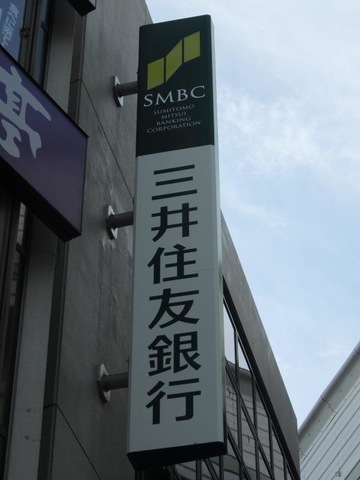 SMBC
SUMITOMO
MITSUI
BANKING
CORPORATION
三井住友銀行